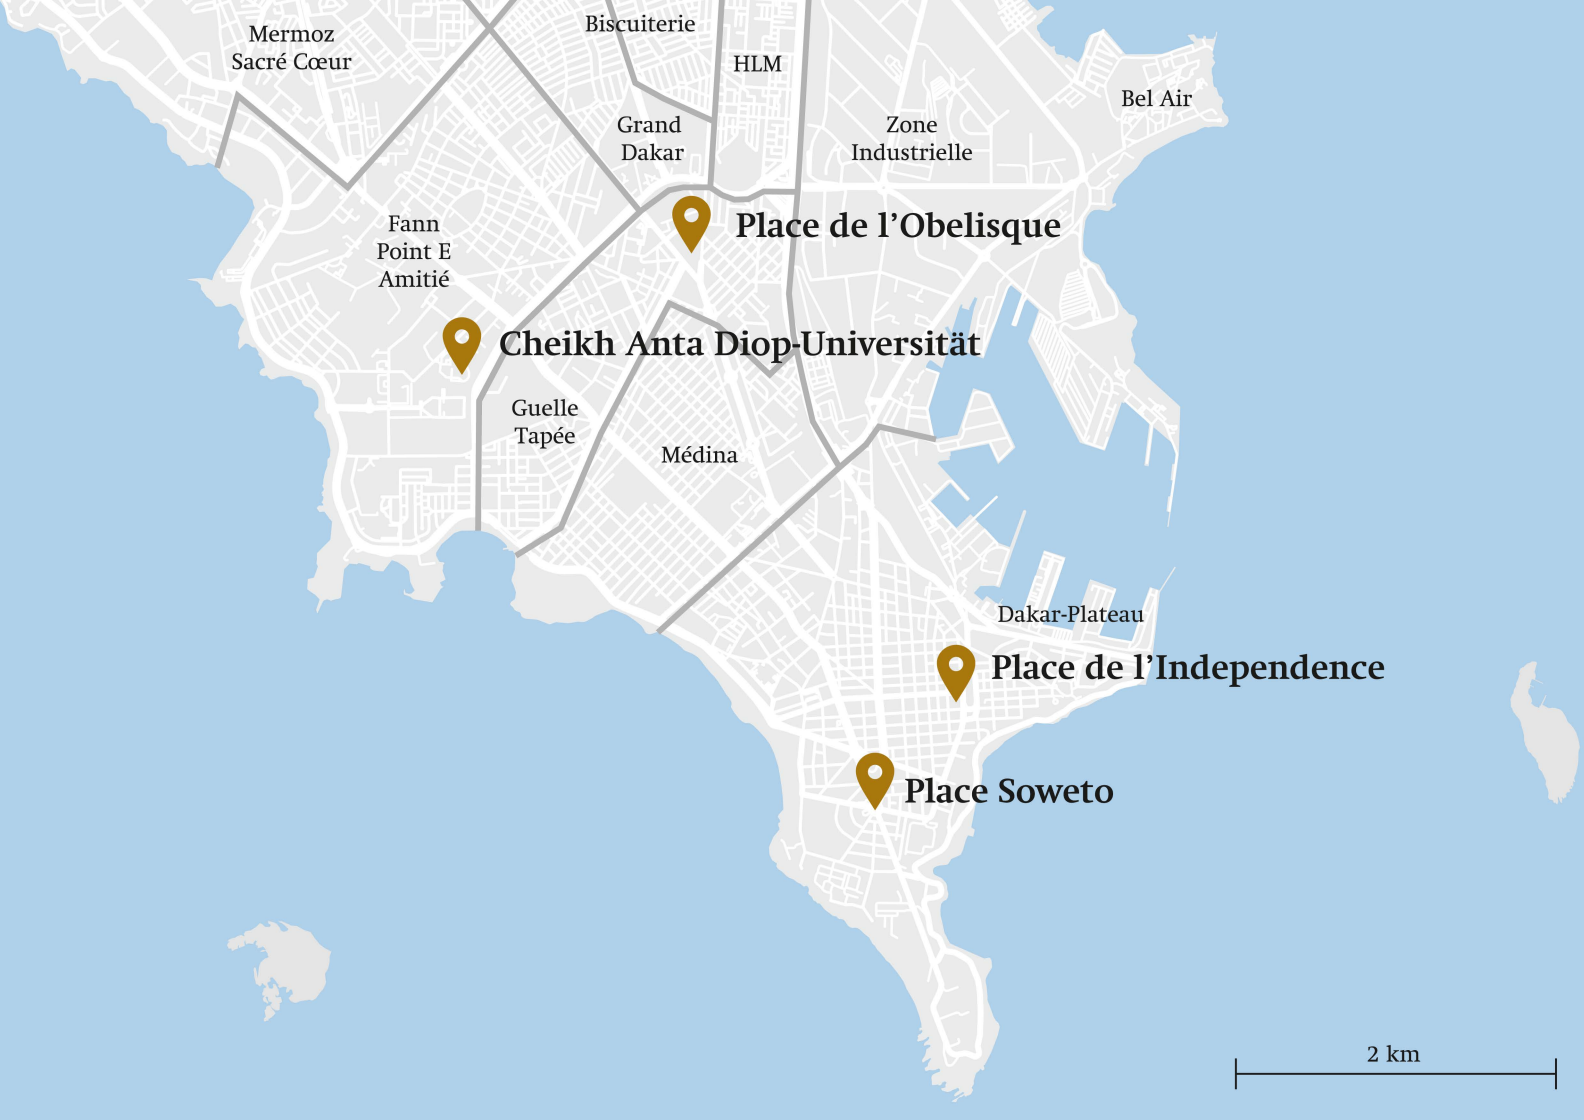 Biscuiterie
Mermoz
Sacré Cœur
HLM
Bel Air
Grand
Dakar
Zone
Industrielle
Fann
Point E
Amitié
Place de l’Obelisque
Cheikh Anta Diop-Universität
Guelle
Tapée
Médina
Dakar-Plateau
Place de l’Independence
Place Soweto
2 km